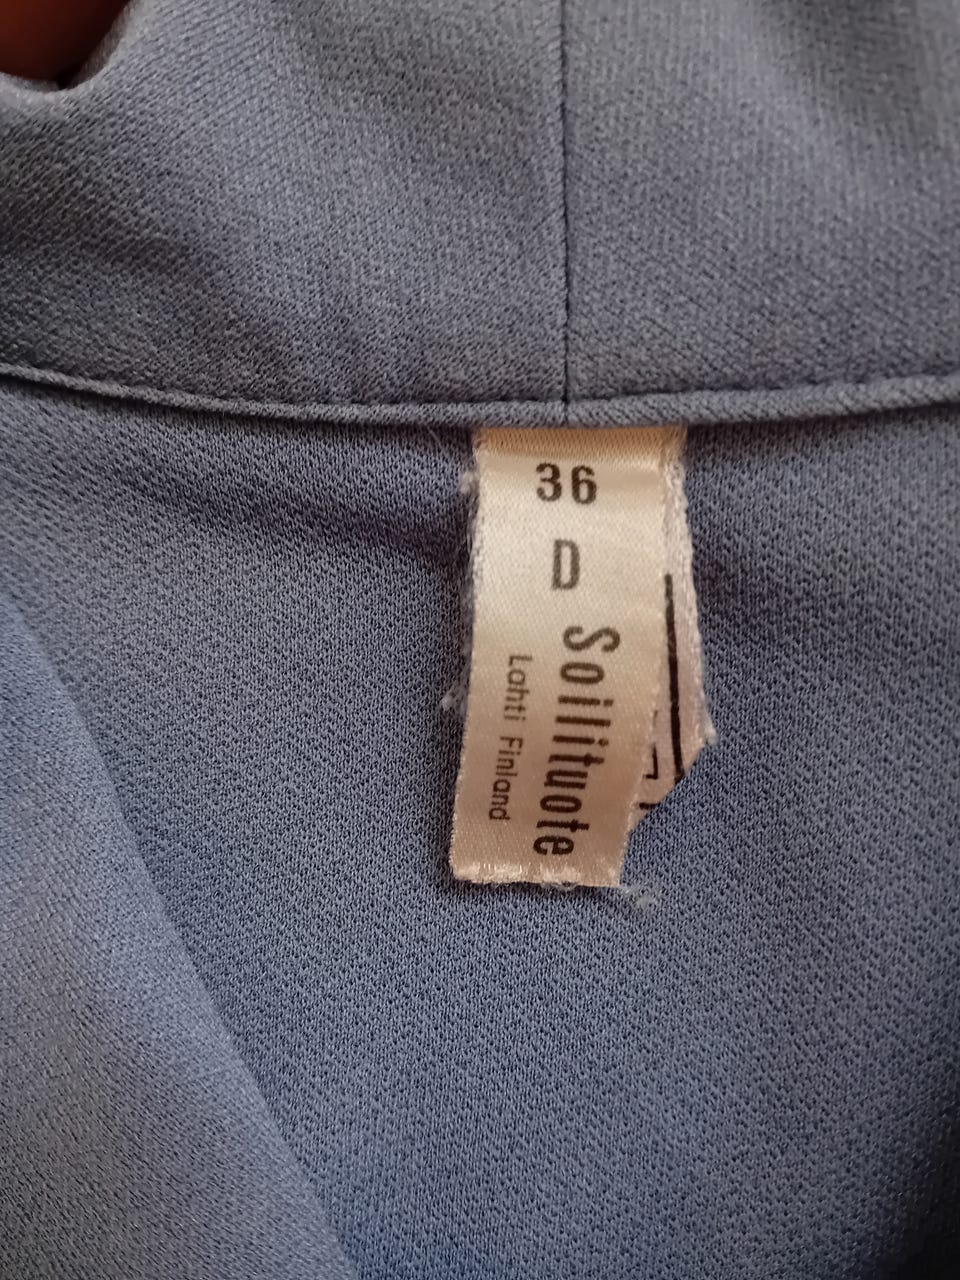 36
D
Soilituote
Lahti Finland